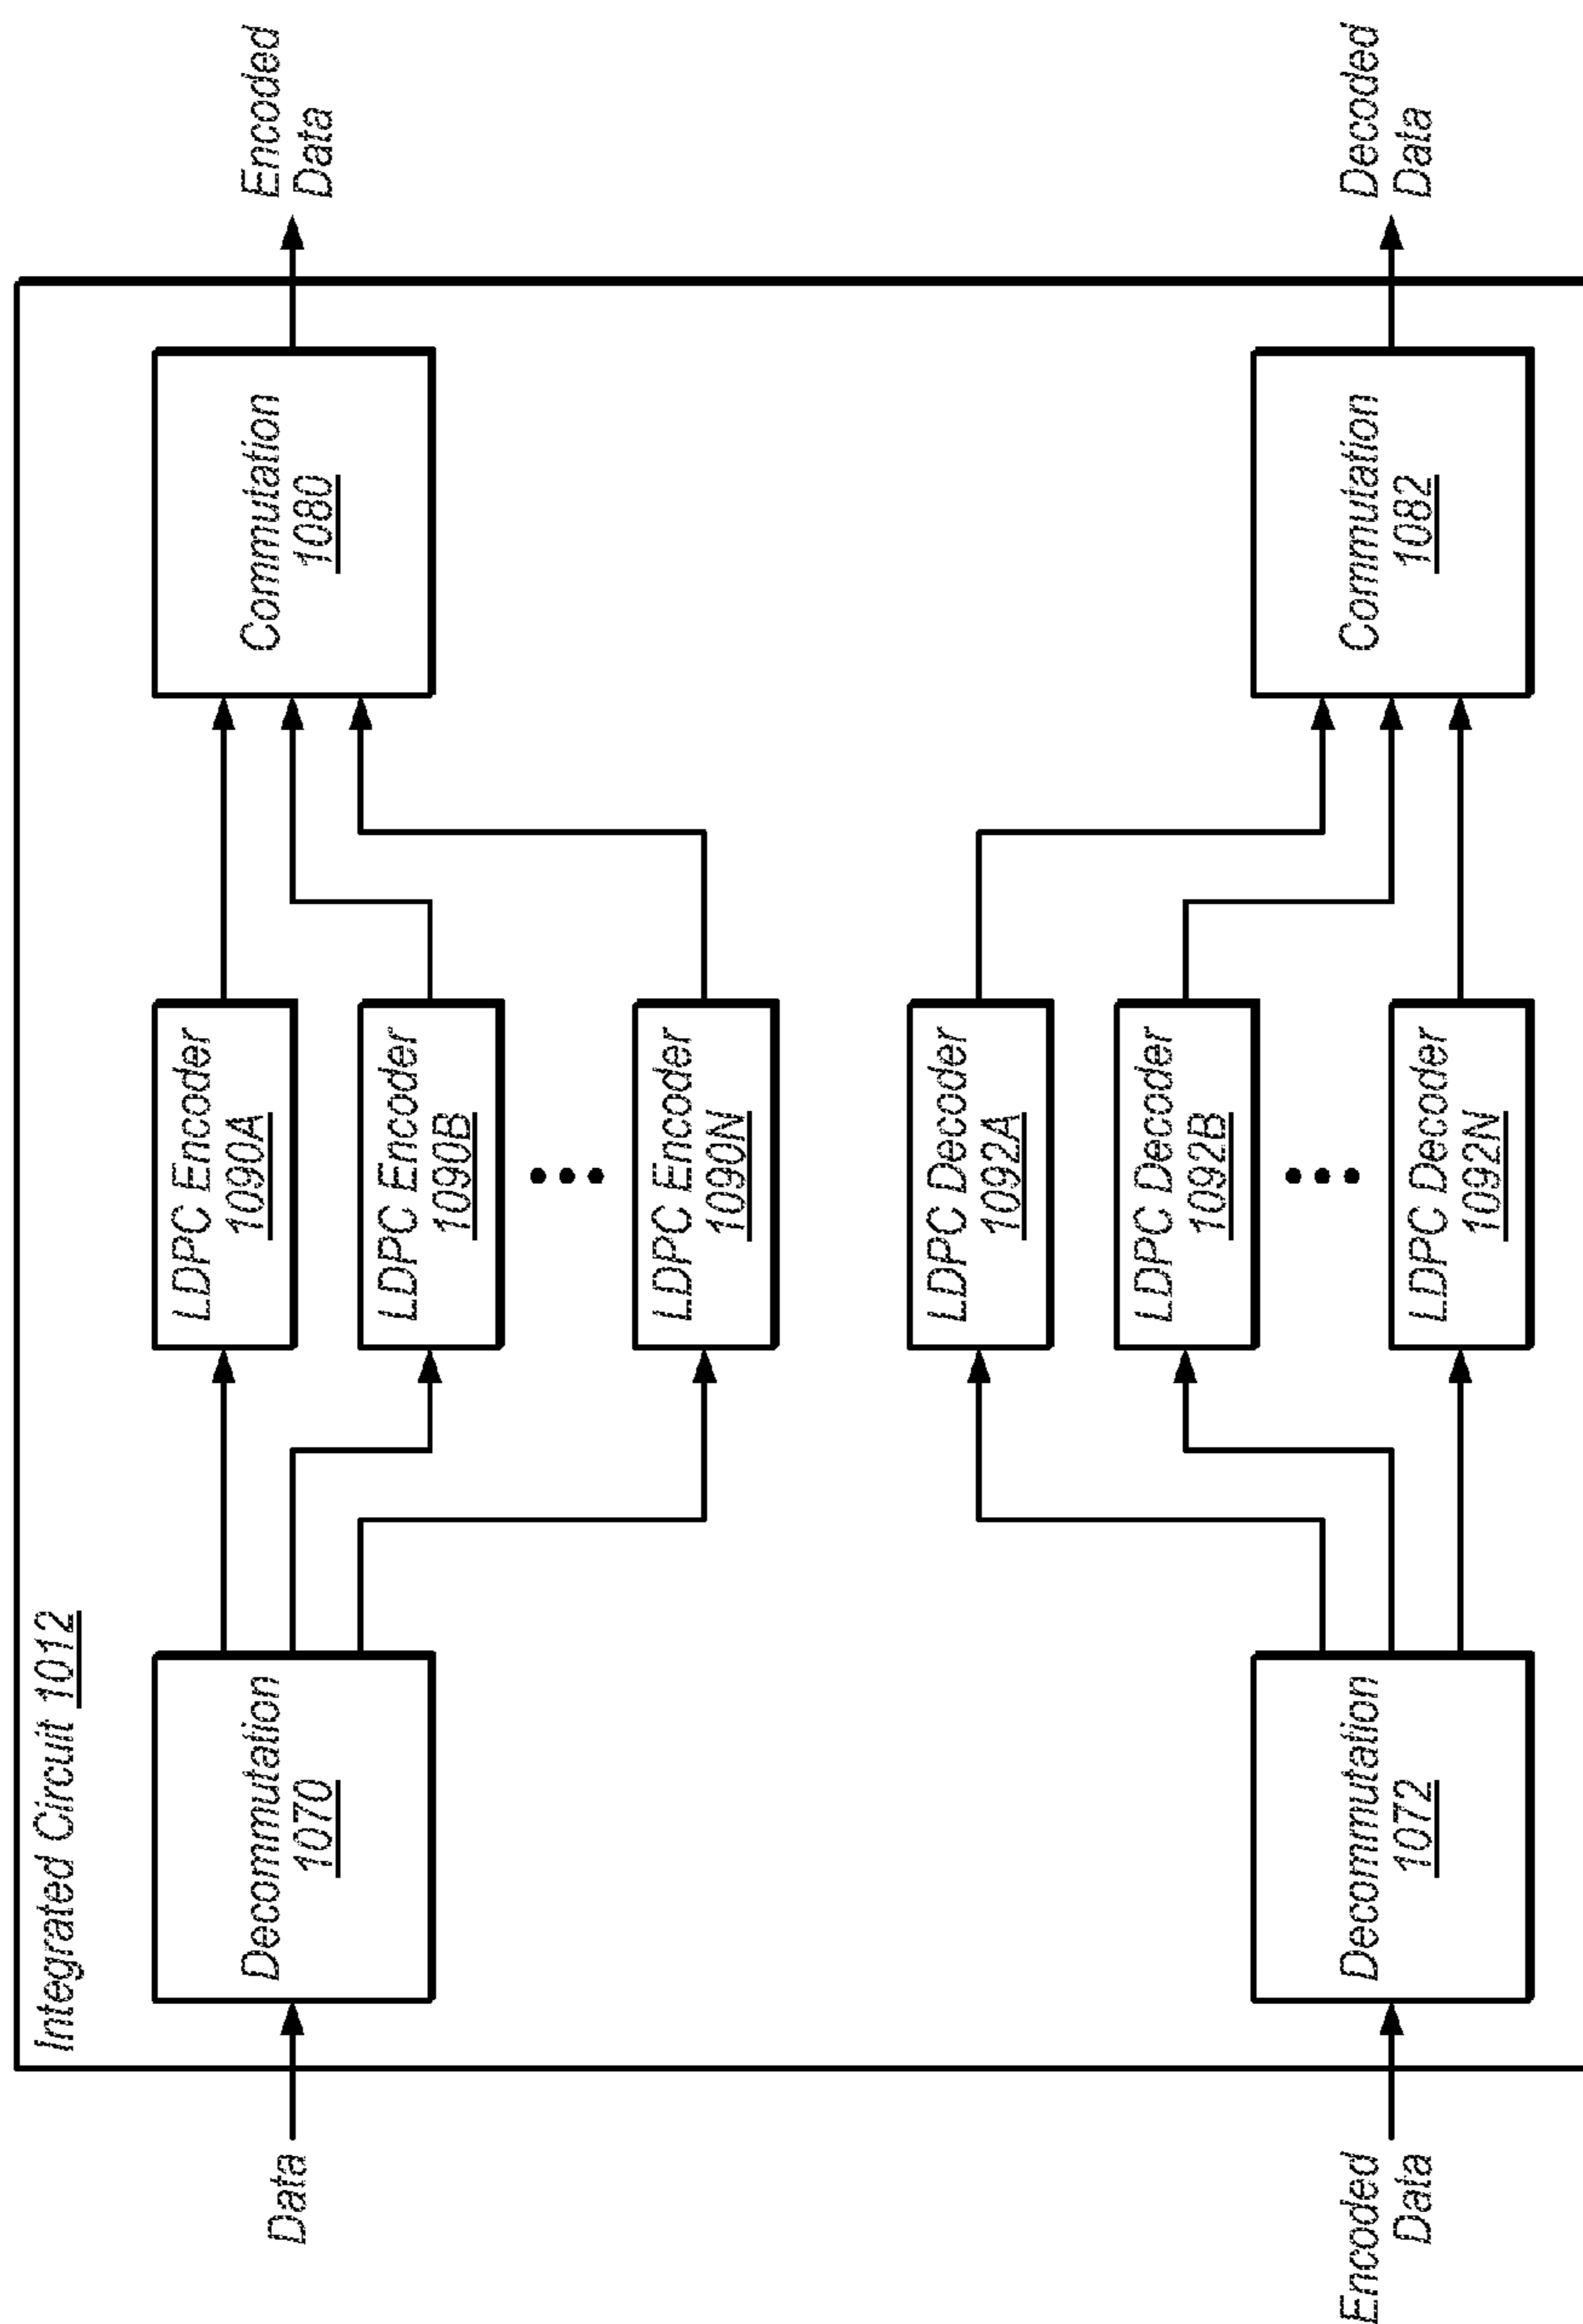 Integrated Circuit 1012
Data
Decommutation
1070
LDPC Encoder
1090A
LDPC Encoder
1090B
LDPC Encoder
1090N
Commutation
1080
Encoded
Data
Encoded
Data
Decommutation
1072
LDPC Decoder
1092A
LDPC Decoder
1092B
LDPC Decoder
1092N
Commutation
1082
Decoded
Data